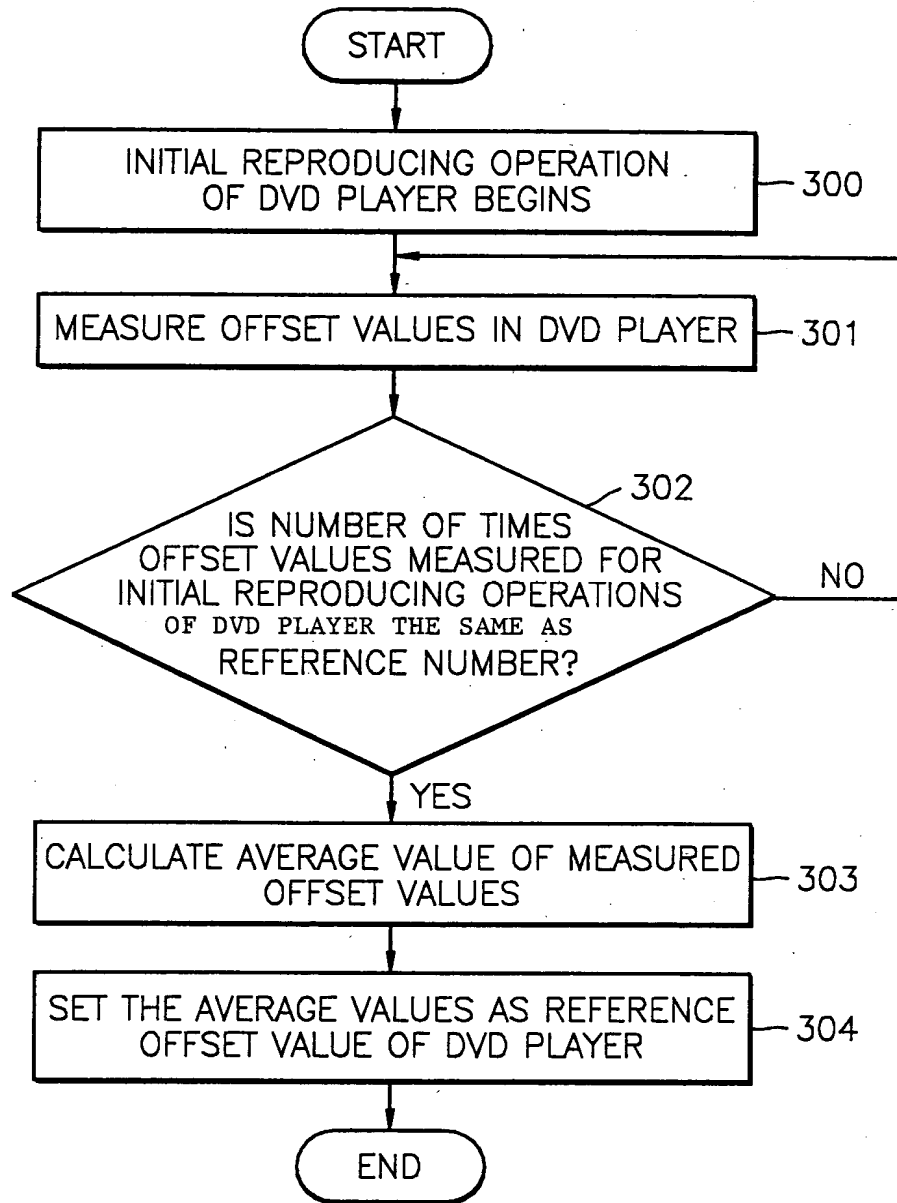 START
INITIAL REPRODUCING OPERATION
OF DVD PLAYER BEGINS
300
MEASURE OFFSET VALUES IN DVD PLAYER
301
302
IS NUMBER OF TIMES
OFFSET VALUES MEASURED FOR
INITIAL REPRODUCING OPERATIONS
OF DVD PLAYER THE SAME AS
REFERENCE NUMBER?
NO
YES
CALCULATE AVERAGE VALUE OF MEASURED
OFFSET VALUES
303
SET THE AVERAGE VALUES AS REFERENCE
OFFSET VALUE OF DVD PLAYER
304
END